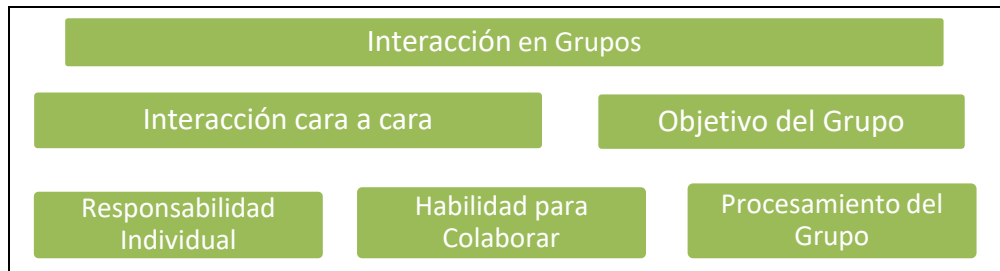 Interacción en Grupos
Interacción cara a cara
Objetivo del Grupo
Responsabilidad
Individual
Habilidad para
Colaborar
Procesamiento del
Grupo